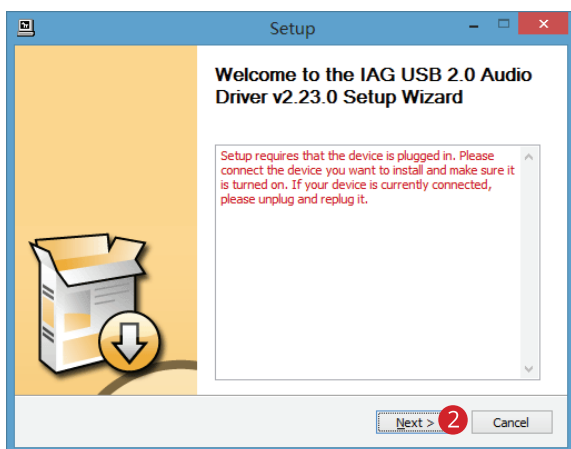 Setup
Welcome to the IAG USB 2.0 Audio
Driver v2.23.0 Setup Wizard
Setup requires that the device is plugged in. Please
connect the device you want to install and make sure it
is turned on. If your device is currently connected,
please unplug and replug it.
Next > 2 Cancel